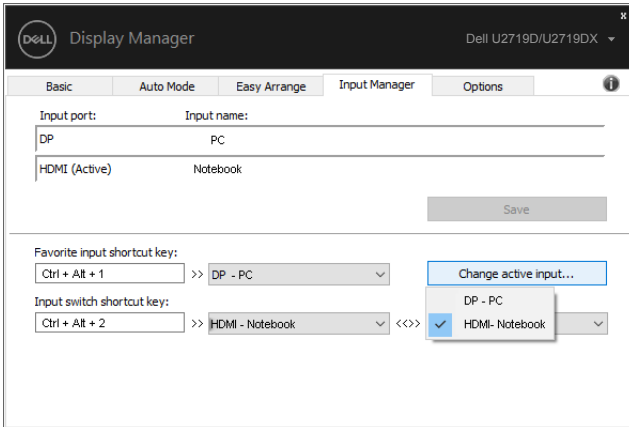 x
DELL Display Manager Dell U2719D/U2719DX
Basic Auto Mode Easy Arrange Input Manager Options i
Input port: Input name:
DP PC
HDMI (Active) Notebook
Save
Favorite input shortcut key:
Ctrl + Alt + 1 >> DP - PC Change active input...
DP - PC
Input switch shortcut key:
Ctrl + Alt + 2 >> HDMI - Notebook <<>> HDMI- Notebook